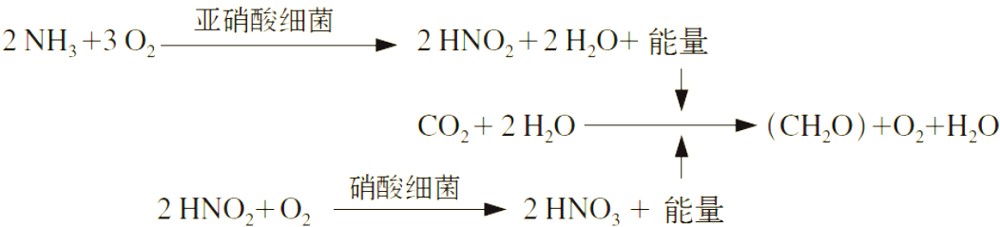 亚硝酸细菌
2 NH₃+3 O₂ → 2 HNO₂+2 H₂O+ 能量
CO₂+2 H₂O → (CH₂O)+O₂+H₂O
硝酸细菌
2 HNO₂+O₂ → 2 HNO₃ + 能量